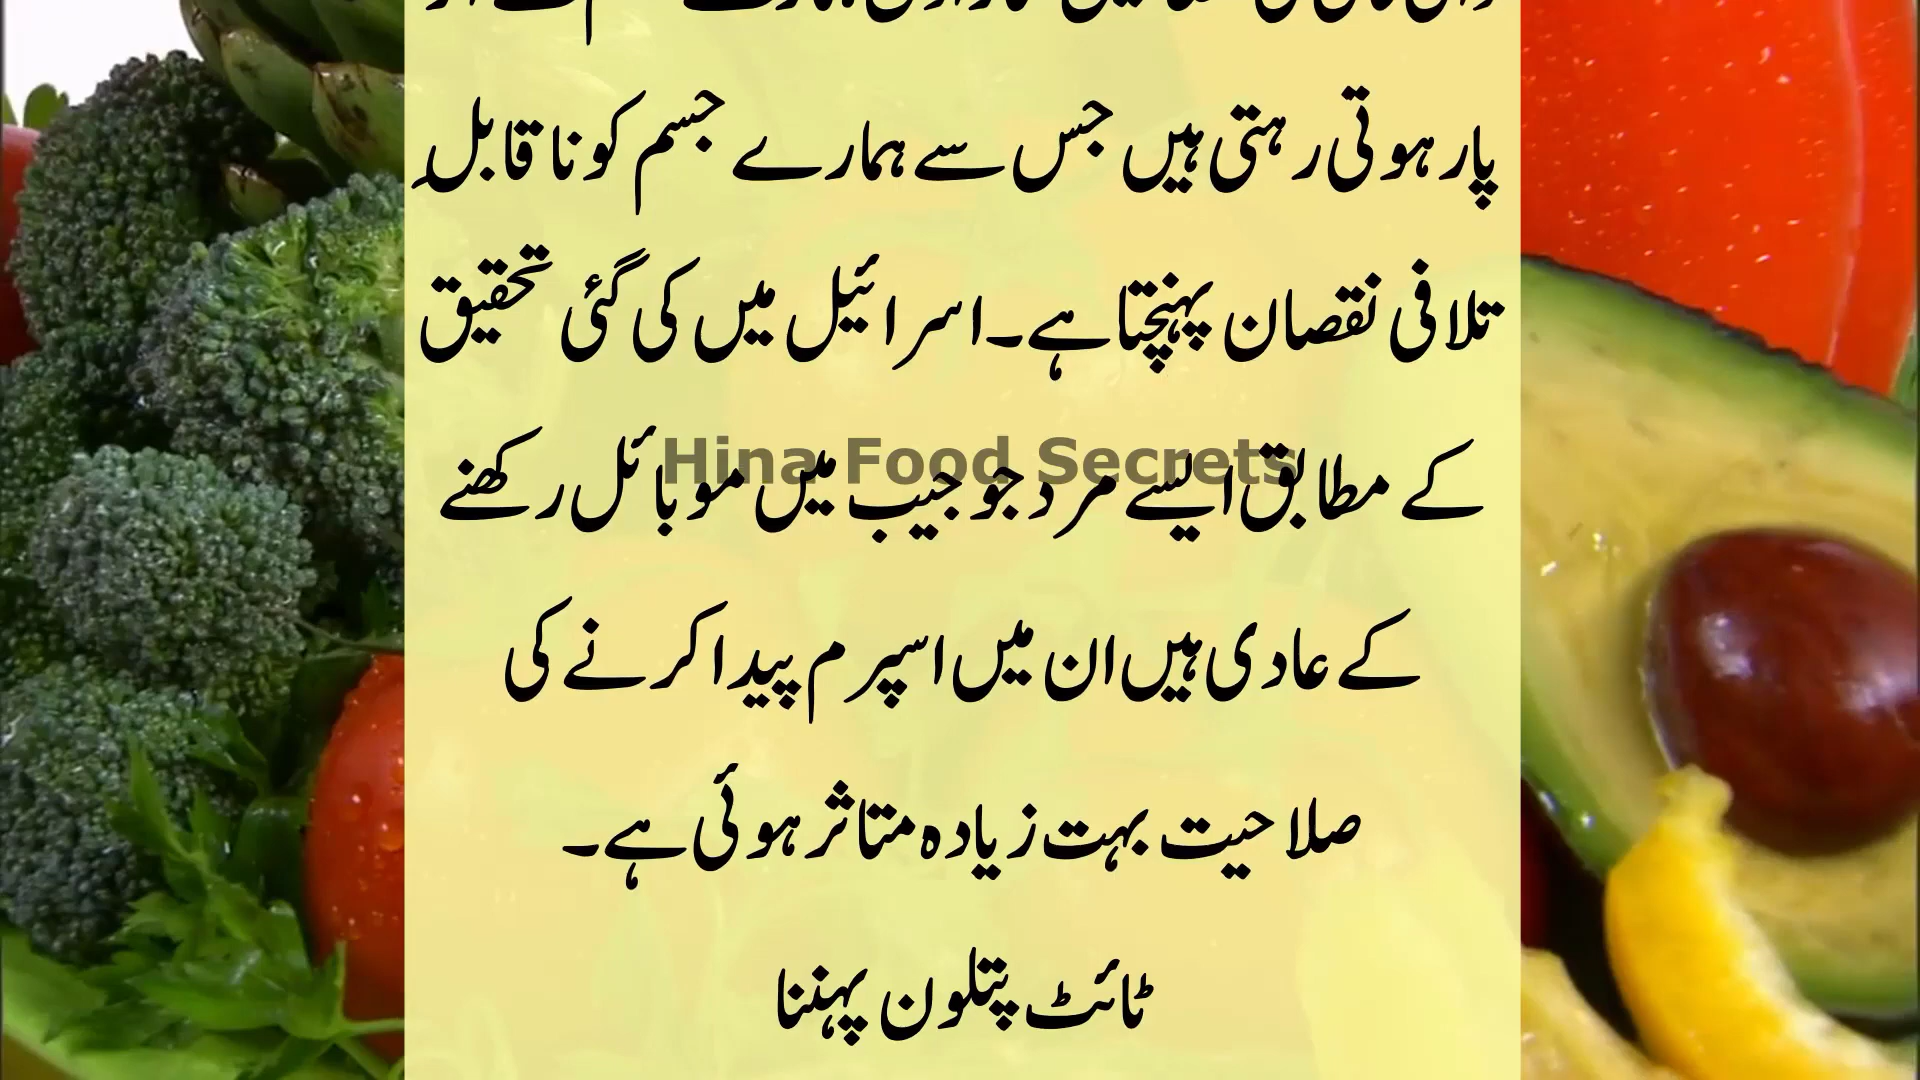 پار ہوتی رہتی ہیں جس سے ہمارے جسم کو ناقابلِ
تلافی نقصان پہنچتا ہے۔ اسرائیل میں کی گئی تحقیق
Hina Food Secrets
کے مطابق ایسے مرد جو جیب میں موبائل رکھنے
کے عادی ہیں ان میں اسپرم پیدا کرنے کی
صلاحیت بہت زیادہ متاثر ہوئی ہے۔
ٹائٹ پتلون پہننا